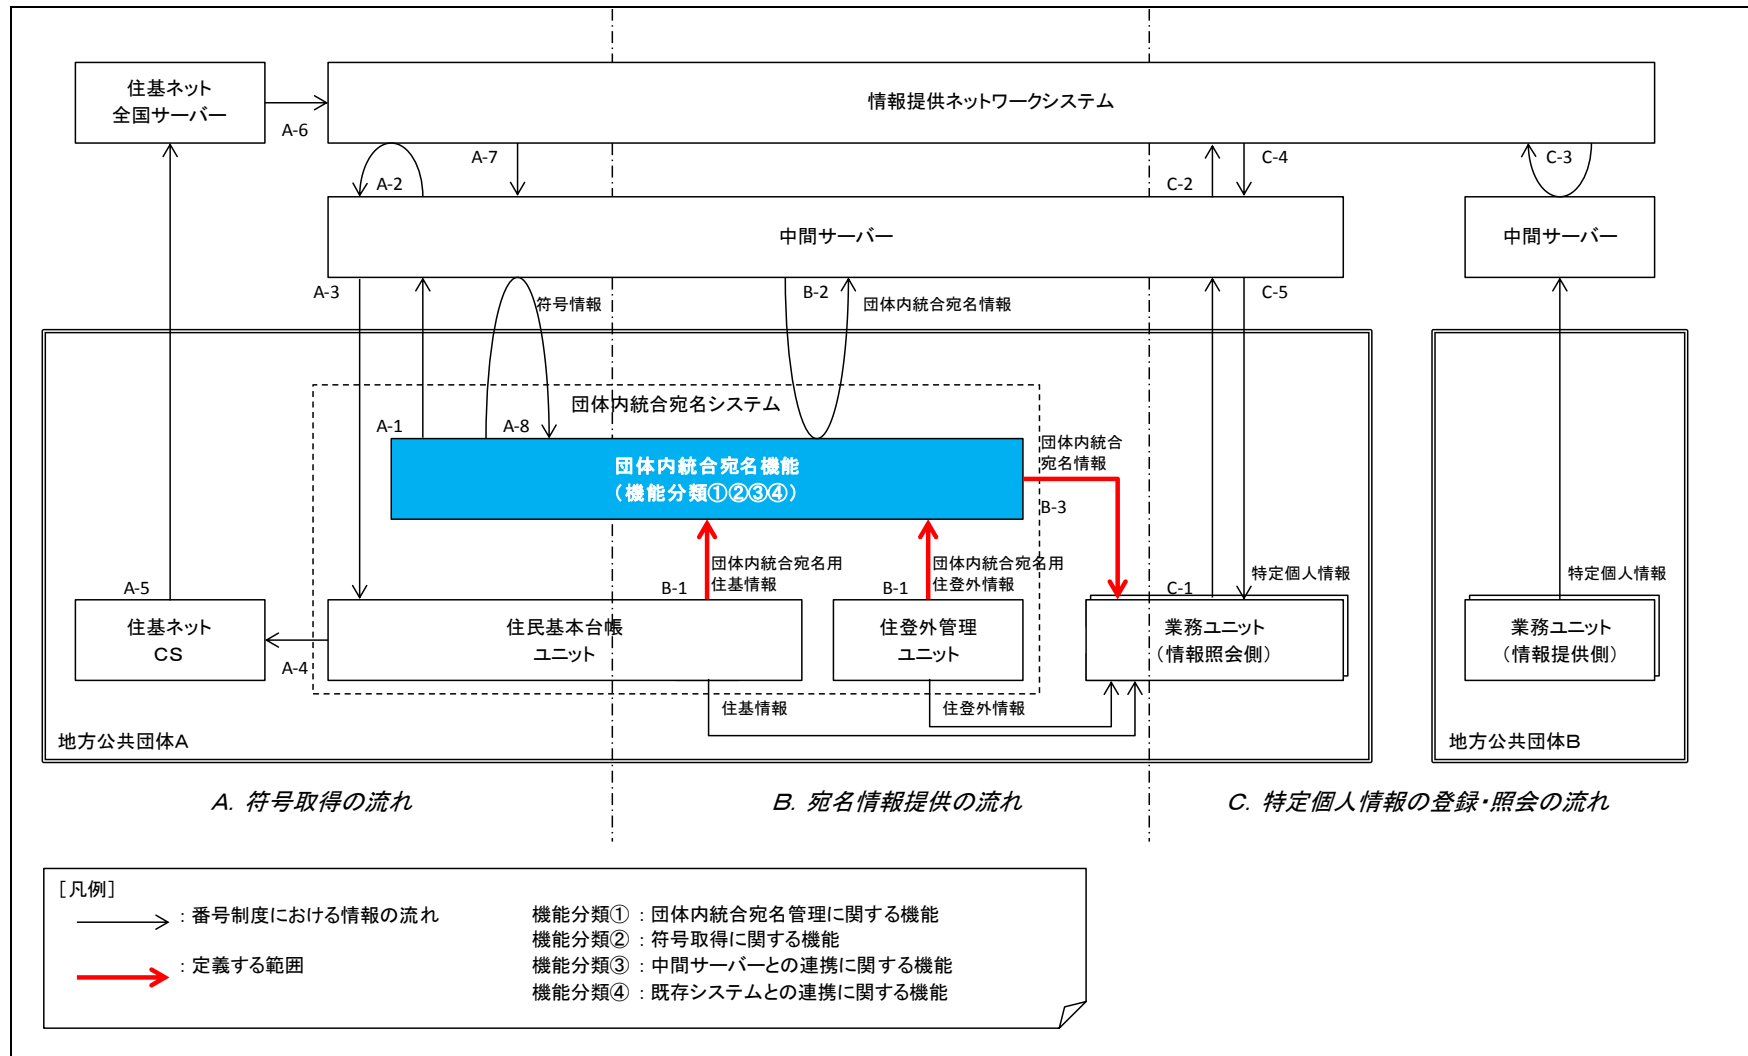 住基ネット
全国サーバー
情報提供ネットワークシステム
A-6
A-7
A-2
C-2
C-4
C-3
中間サーバー
中間サーバー
A-3
符号情報
B-2
団体内統合宛名情報
C-5
団体内統合宛名システム
A-1
A-8
団体内統合宛名機能
（機能分類①②③④）
団体内統合
宛名情報
B-3
団体内統合宛名用
住基情報
B-1
団体内統合宛名用
住登外情報
B-1
特定個人情報
C-1
特定個人情報
A-5
住基ネット
ＣＳ
A-4
住民基本台帳
ユニット
住登外管理
ユニット
業務ユニット
（情報照会側）
業務ユニット
（情報提供側）
住基情報
住登外情報
地方公共団体Ａ
地方公共団体Ｂ
Ａ．符号取得の流れ
Ｂ．宛名情報提供の流れ
Ｃ．特定個人情報の登録・照会の流れ
［凡例］
：番号制度における情報の流れ
：定義する範囲
機能分類①：団体内統合宛名管理に関する機能
機能分類②：符号取得に関する機能
機能分類③：中間サーバーとの連携に関する機能
機能分類④：既存システムとの連携に関する機能